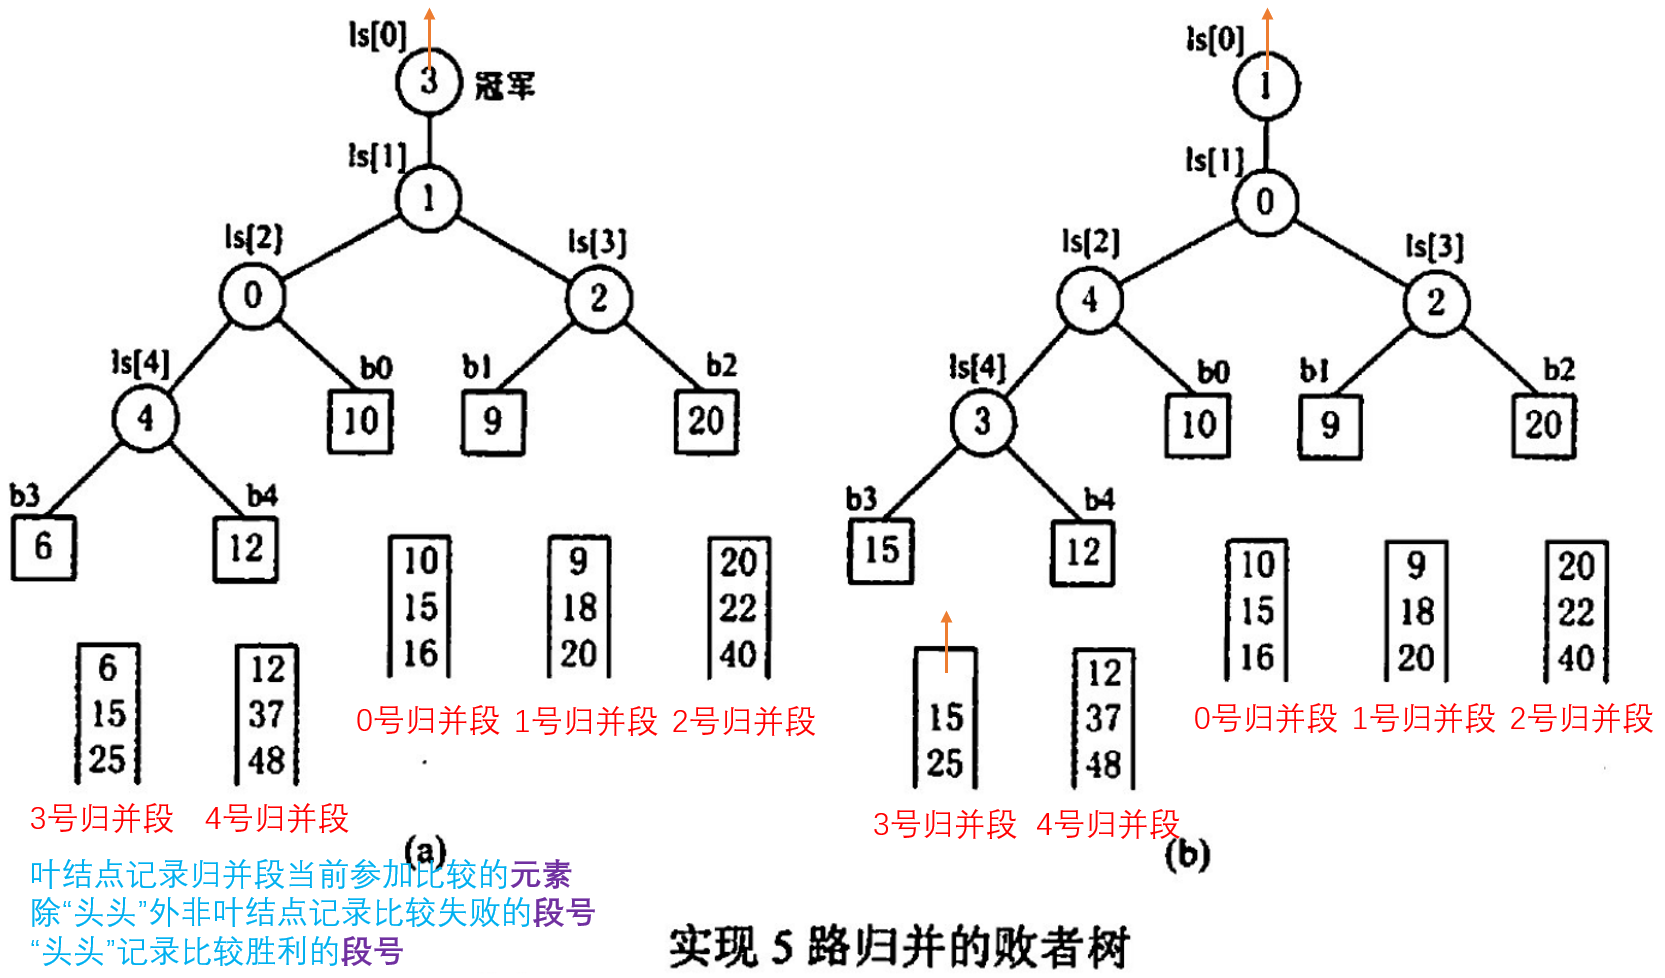 ls[0]
3
冠军
ls[1]
1
ls[2]
0
ls[3]
2
ls[4]
4
b0
10
b1
9
b2
20
b3
6
b4
12
10
15
16
9
18
20
20
22
40
6
15
25
12
37
48
0号归并段
1号归并段
2号归并段
3号归并段
4号归并段
(a)
叶结点记录归并段当前参加比较的元素
除“头头”外非叶结点记录比较失败的段号
“头头”记录比较胜利的段号
ls[0]
1
ls[1]
0
ls[2]
4
ls[3]
2
ls[4]
3
b0
10
b1
9
b2
20
b3
15
b4
12
10
15
16
9
18
20
20
22
40
15
25
12
37
48
0号归并段
1号归并段
2号归并段
3号归并段
4号归并段
(b)
实现 5 路归并的败者树